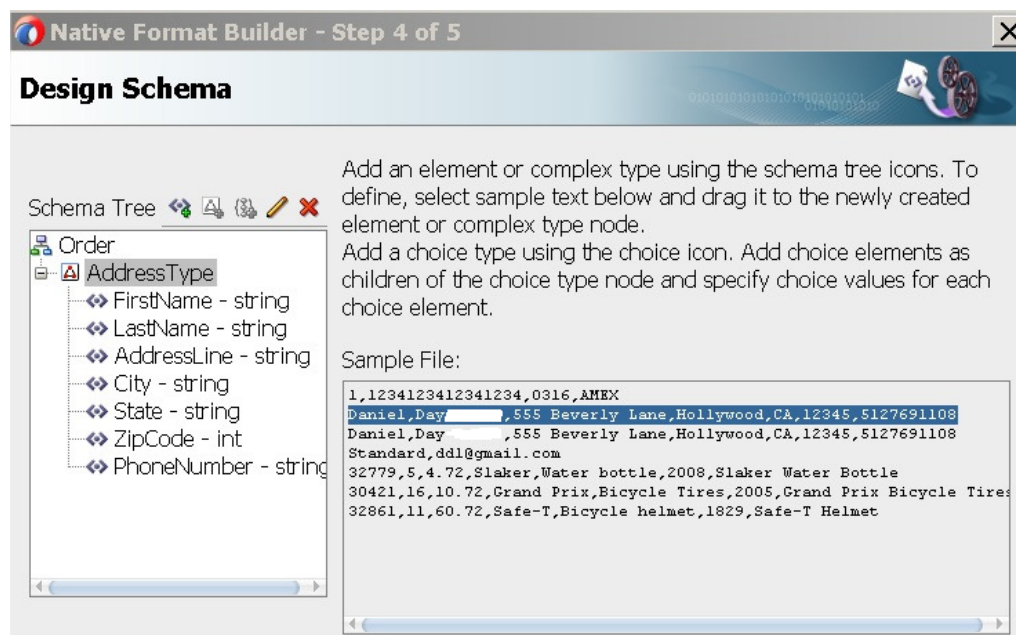 Native Format Builder - Step 4 of 5
Design Schema
Schema Tree
Order
AddressType
FirstName - string
LastName - string
AddressLine - string
City - string
State - string
ZipCode - int
PhoneNumber - string
Add an element or complex type using the schema tree icons. To
define, select sample text below and drag it to the newly created
element or complex type node.
Add a choice type using the choice icon. Add choice elements as
children of the choice type node and specify choice values for each
choice element.
Sample File:
1,1234123412341234,0316,AMEX
Daniel,Day ,555 Beverly Lane,Hollywood,CA,12345,5127691108
Daniel,Day ,555 Beverly Lane,Hollywood,CA,12345,5127691108
Standard,ddl@gmail.com
32779,5,4.72,Slaker,Water bottle,2008,Slaker Water Bottle
30421,16,10.72,Grand Prix,Bicycle Tires,2005,Grand Prix Bicycle Tires
32861,11,60.72,Safe-T,Bicycle helmet,1829,Safe-T Helmet